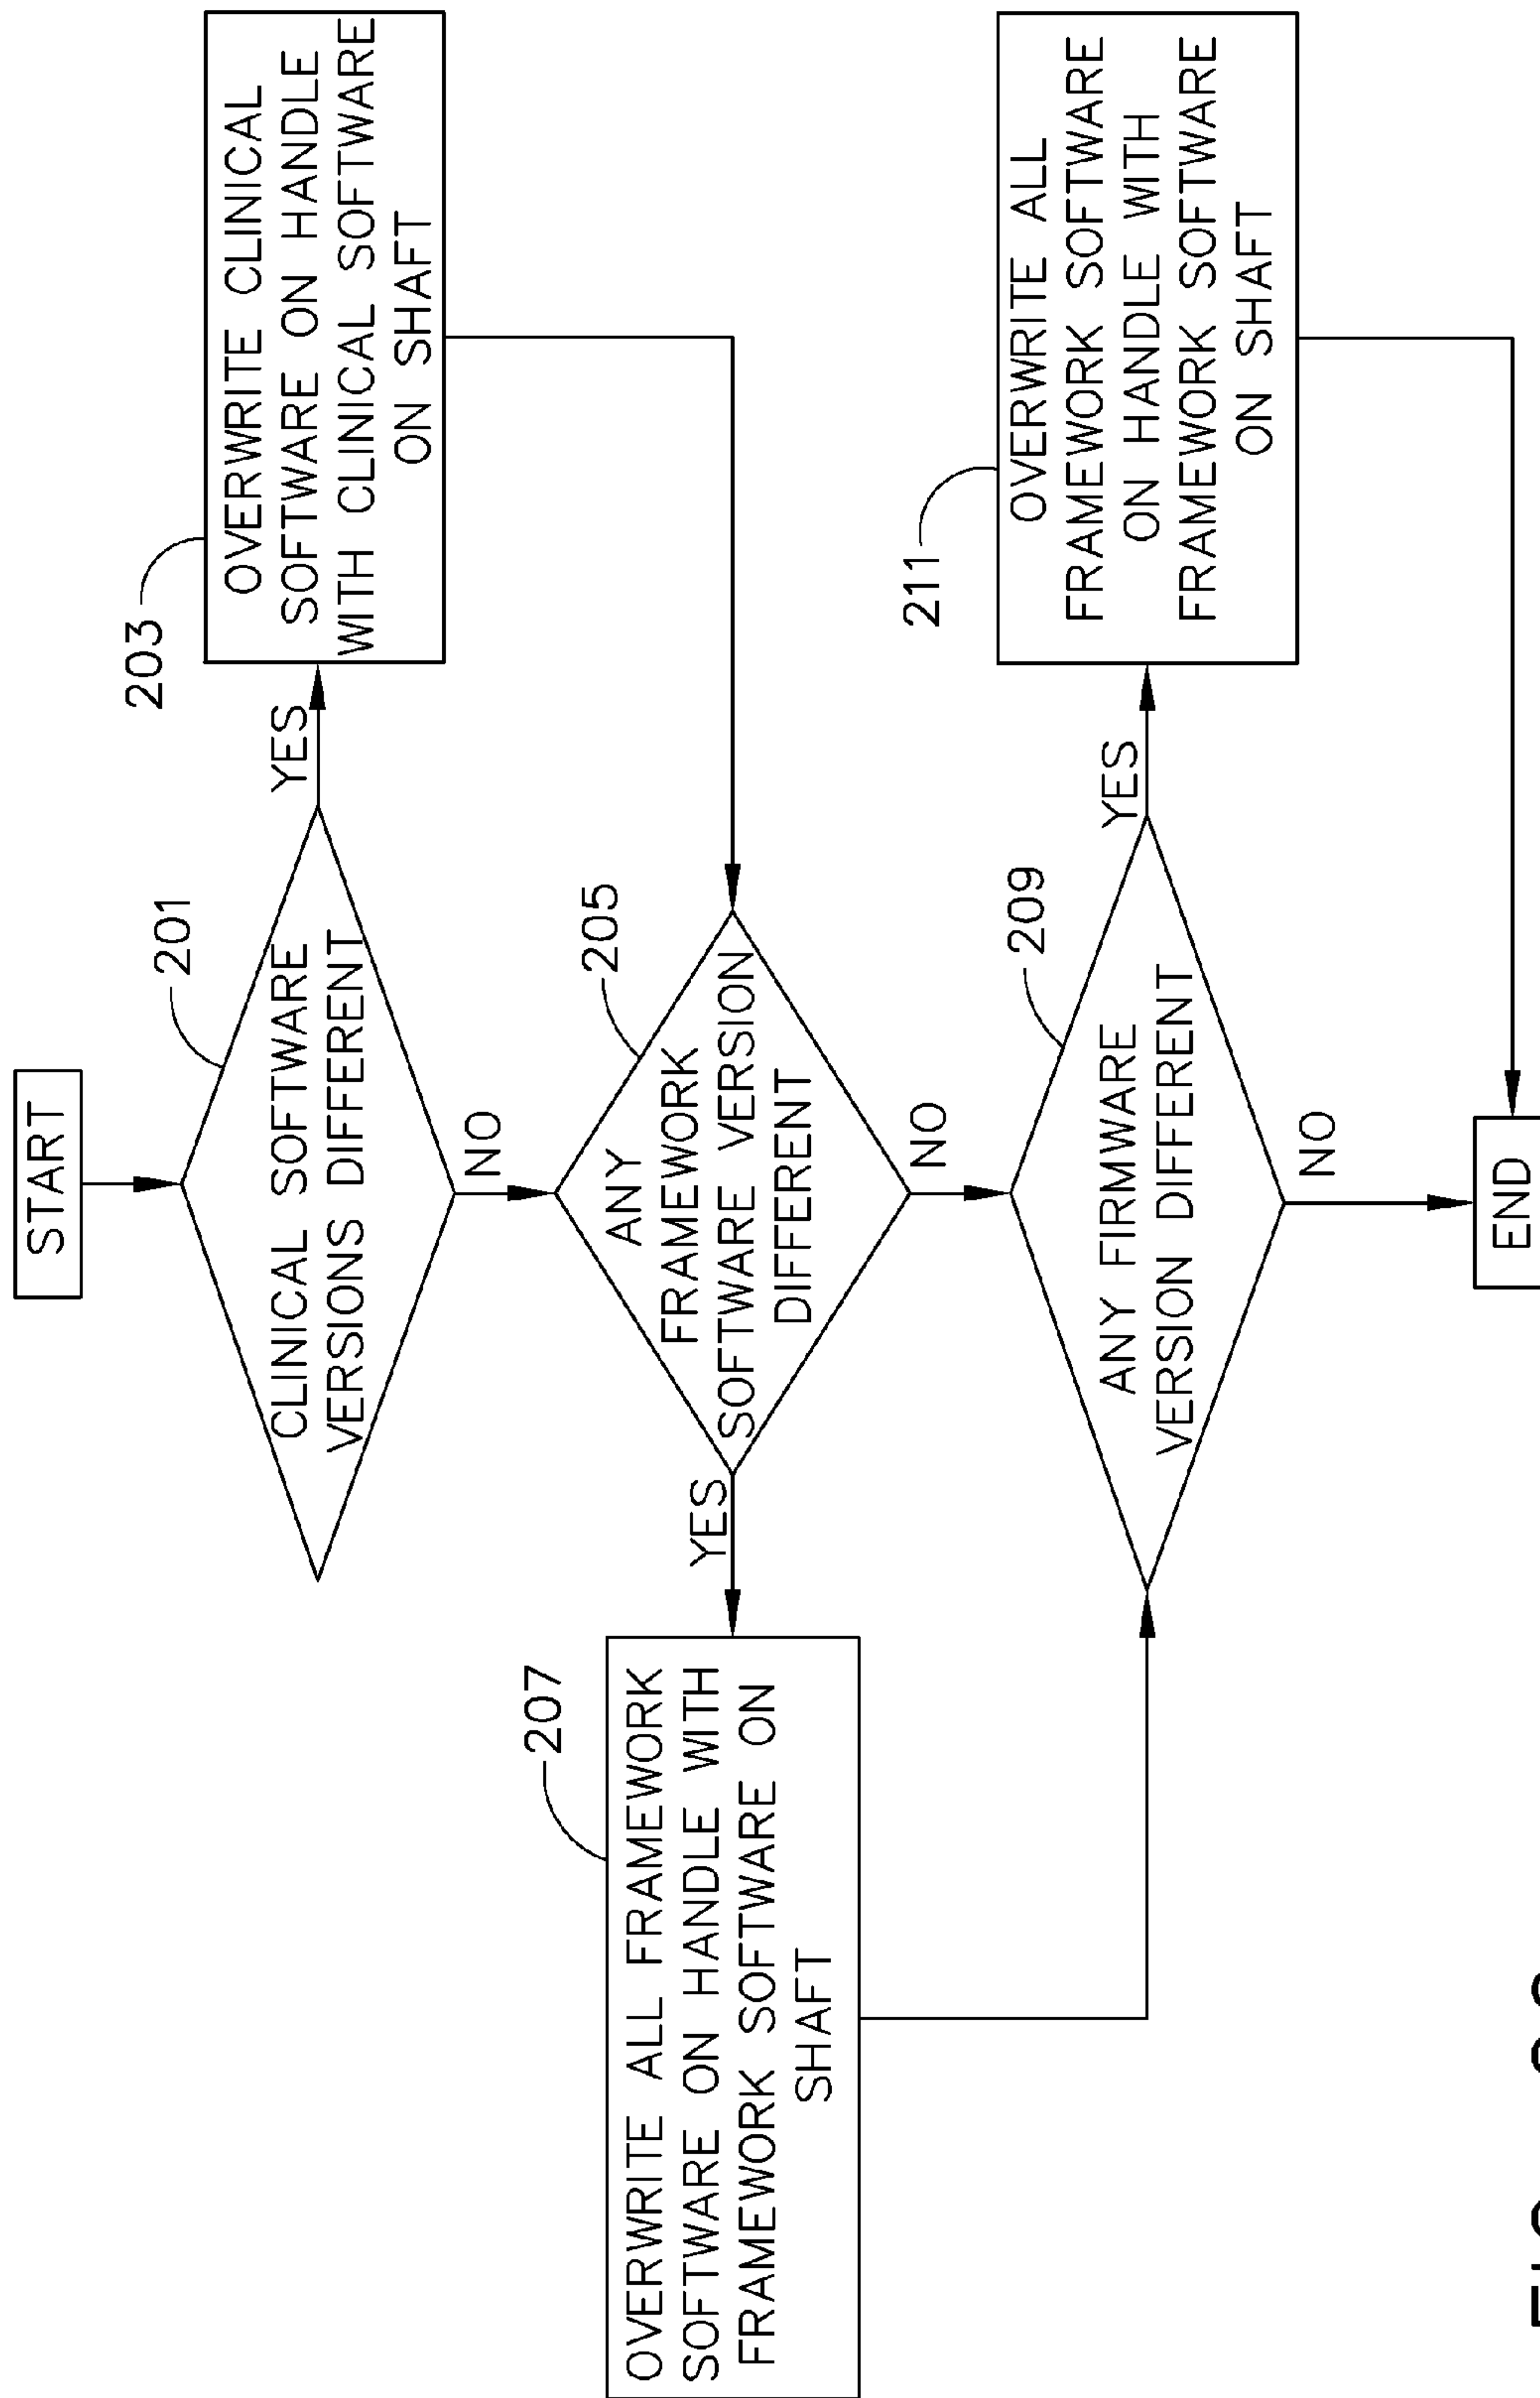 START
201
CLINICAL SOFTWARE
VERSIONS DIFFERENT
YES
203
OVERWRITE CLINICAL
SOFTWARE ON HANDLE
WITH CLINICAL SOFTWARE
ON SHAFT
NO
205
ANY
FRAMEWORK
SOFTWARE VERSION
DIFFERENT
YES
207
OVERWRITE ALL FRAMEWORK
SOFTWARE ON HANDLE WITH
FRAMEWORK SOFTWARE ON
SHAFT
NO
209
ANY FIRMWARE
VERSION DIFFERENT
YES
211
OVERWRITE ALL
FRAMEWORK SOFTWARE
ON HANDLE WITH
FRAMEWORK SOFTWARE
ON SHAFT
NO
END